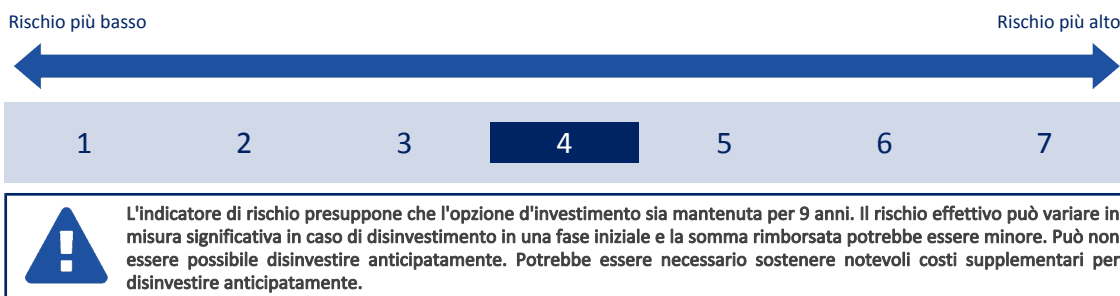 Rischio più basso Rischio più alto
1 2 3 4 5 6 7
L'indicatore di rischio presuppone che l'opzione d'investimento sia mantenuta per 9 anni. Il rischio effettivo può variare in
misura significativa in caso di disinvestimento in una fase iniziale e la somma rimborsata potrebbe essere minore. Può non
essere possibile disinvestire anticipatamente. Potrebbe essere necessario sostenere notevoli costi supplementari per
disinvestire anticipatamente.